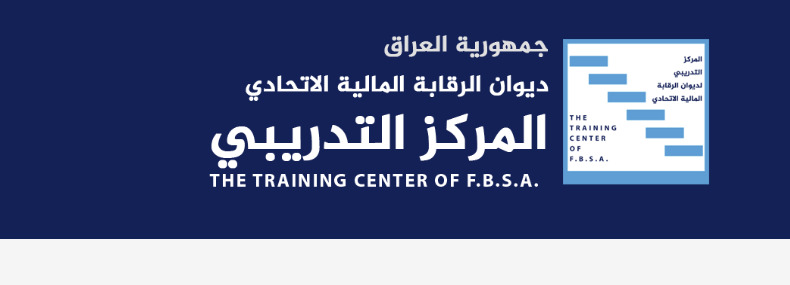 جمهورية العراق
ديوان الرقابة المالية الاتحادي
المركز التدريبي
THE TRAINING CENTER OF F.B.S.A.
المركز
التدريبي
لديوان الرقابة
المالية الاتحادي
THE
TRAINING
CENTER
OF
F.B.S.A.